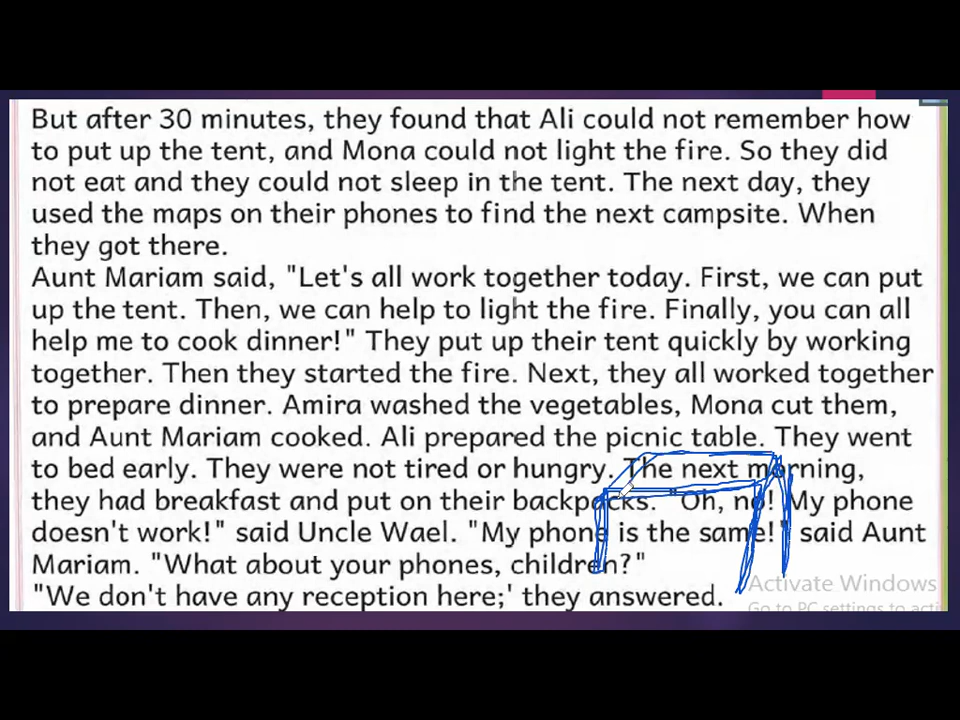 But after 30 minutes, they found that Ali could not remember how
to put up the tent, and Mona could not light the fire. So they did
not eat and they could not sleep in the tent. The next day, they
used the maps on their phones to find the next campsite. When
they got there.
Aunt Mariam said, "Let's all work together today. First, we can put
up the tent. Then, we can help to light the fire. Finally, you can all
help me to cook dinner!" They put up their tent quickly by working
together. Then they started the fire. Next, they all worked together
to prepare dinner. Amira washed the vegetables, Mona cut them,
and Aunt Mariam cooked. Ali prepared the picnic table. They went
to bed early. They were not tired or hungry. The next morning,
they had breakfast and put on their backpacks. "Oh, no! My phone
doesn't work!" said Uncle Wael. "My phone is the same!" said Aunt
Mariam. "What about your phones, children?"
"We don't have any reception here;' they answered.
Activate Windows
Go to PC settings to acti